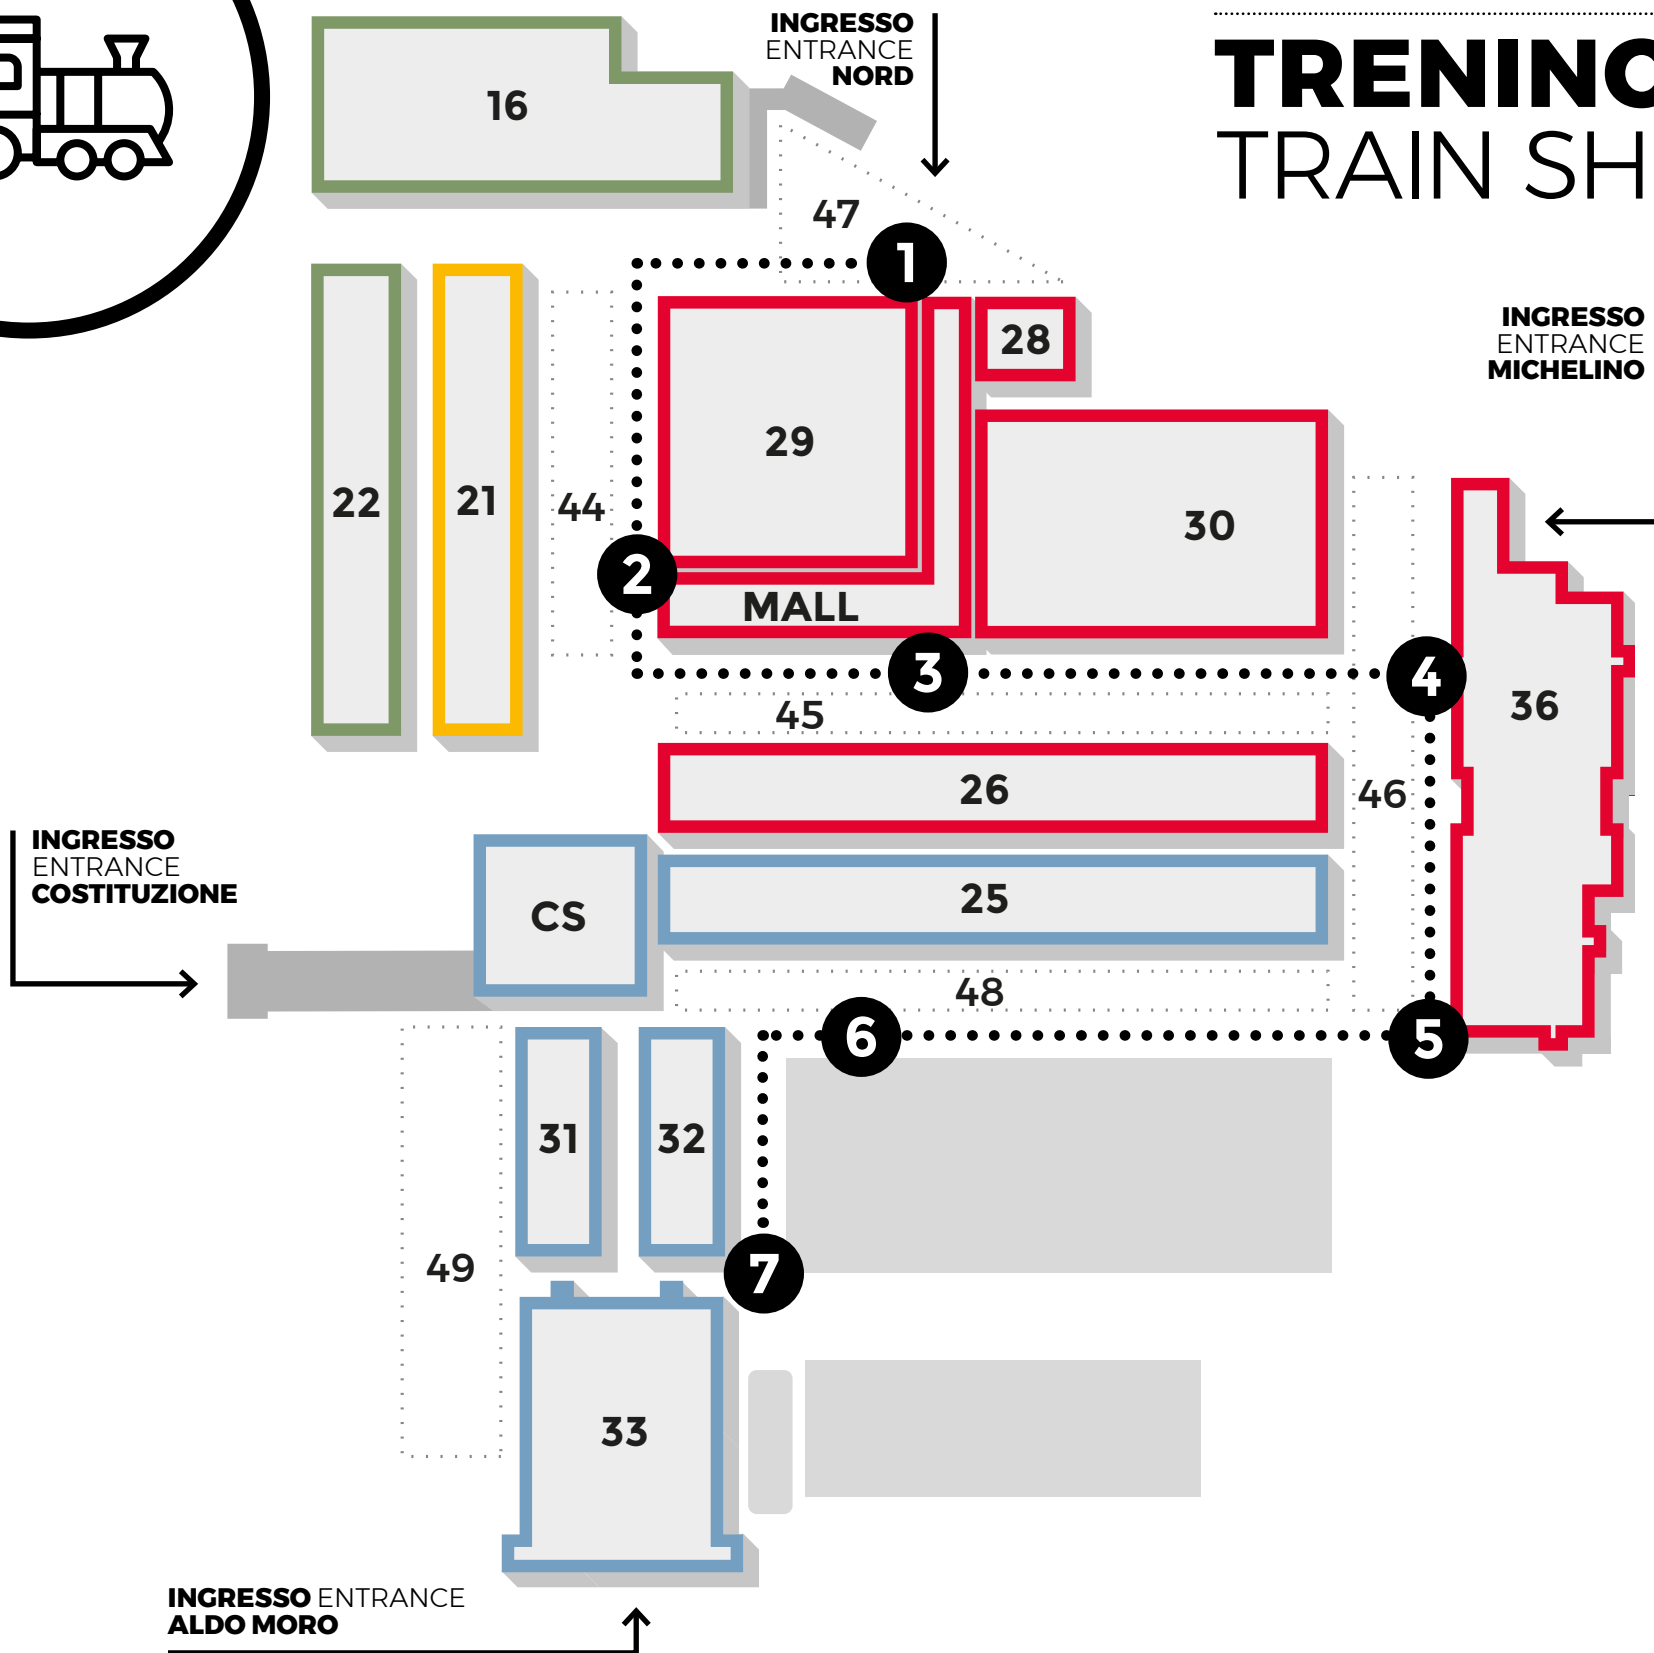 INGRESSO
ENTRANCE
NORD
TRENINO
TRAIN SH
16
47
1
28
INGRESSO
ENTRANCE
MICHELINO
29
22
21
44
30
2
MALL
3
4
36
45
26
46
INGRESSO
ENTRANCE
COSTITUZIONE
CS
25
48
6
5
31
32
49
7
33
INGRESSO ENTRANCE
ALDO MORO